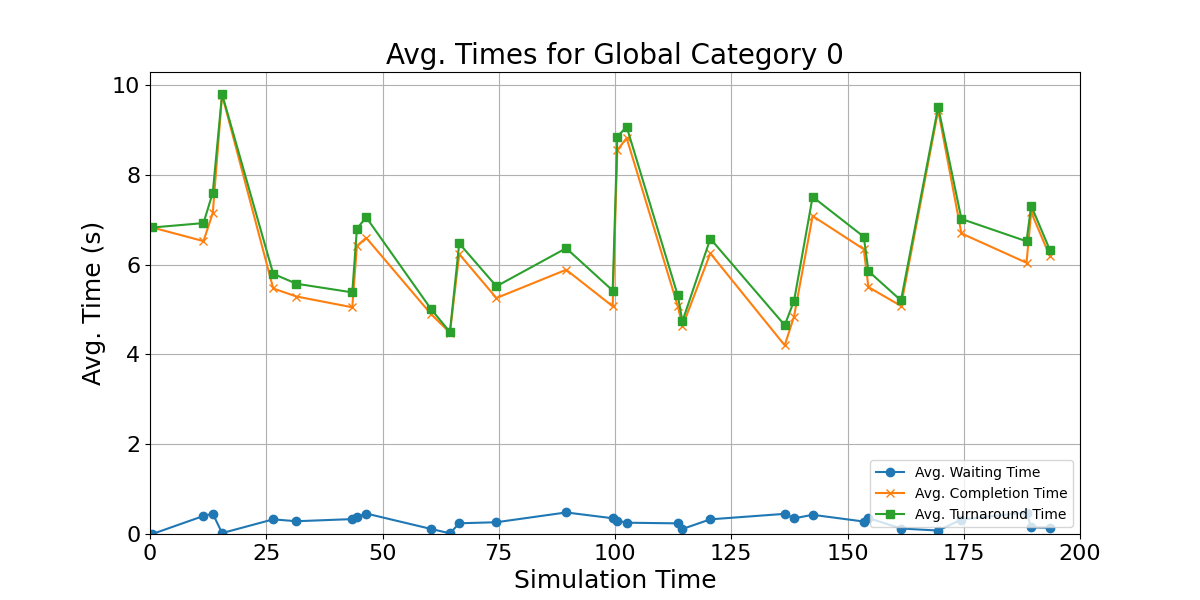 Avg. Times for Global Category 0
Avg. Time (s)
10
8
6
4
2
0
0 25 50 75 100 125 150 175 200
Simulation Time
Avg. Waiting Time
Avg. Completion Time
Avg. Turnaround Time